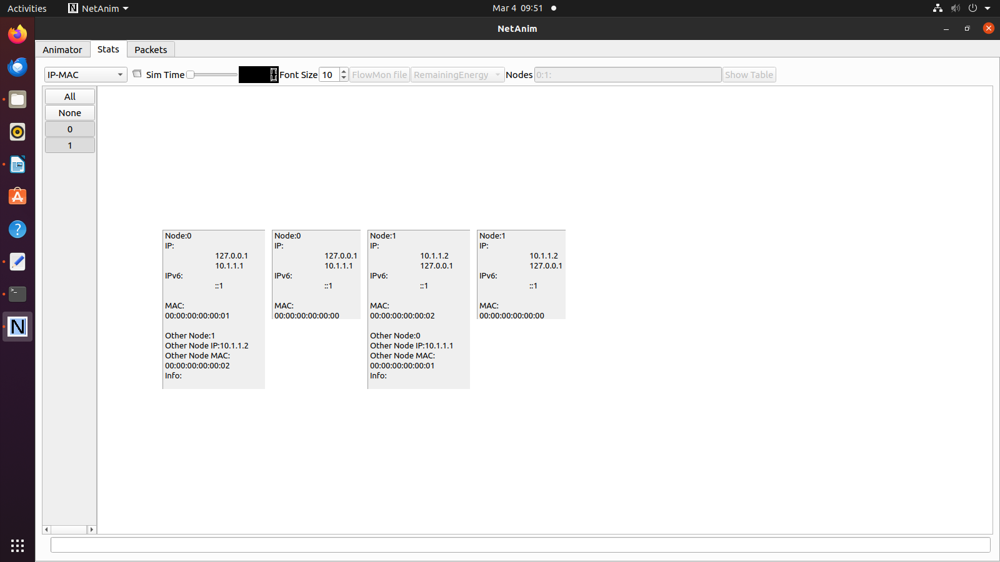 Activities NetAnim Mar 4 09:51
NetAnim
Animator Stats Packets
IP-MAC Sim Time 0 Font Size 10 FlowMon file RemainingEnergy Nodes 0:1: Show Table
All
None
0
1
Node:0
IP:
127.0.0.1
10.1.1.1
IPv6:
::1
MAC:
00:00:00:00:00:01
Other Node:1
Other Node IP:10.1.1.2
Other Node MAC:
00:00:00:00:00:02
Info:
Node:0
IP:
127.0.0.1
10.1.1.1
IPv6:
::1
MAC:
00:00:00:00:00:00
Node:1
IP:
10.1.1.2
127.0.0.1
IPv6:
::1
MAC:
00:00:00:00:00:02
Other Node:0
Other Node IP:10.1.1.1
Other Node MAC:
00:00:00:00:00:01
Info:
Node:1
IP:
10.1.1.2
127.0.0.1
IPv6:
::1
MAC:
00:00:00:00:00:00